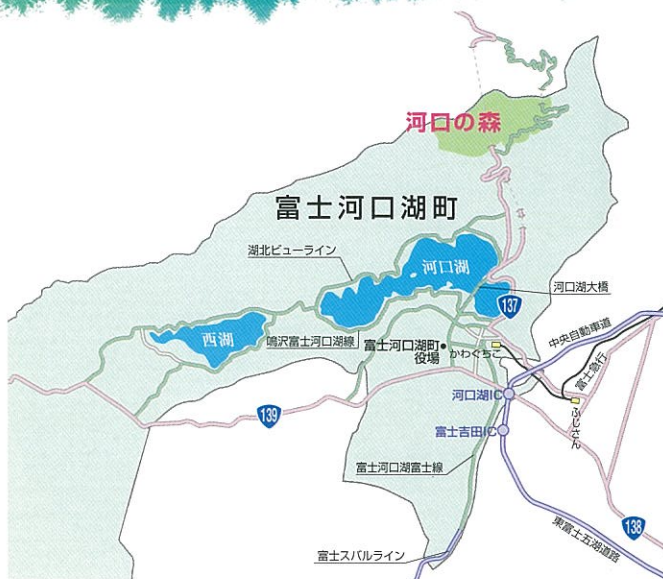 河口の森
富士河口湖町
湖北ビューライン
河口湖
河口湖大橋
137
西湖
鳴沢富士河口湖線
富士河口湖町
役場
かわぐちこ
中央自動車道
富士急行
河口湖IC
ふじさん
139
富士吉田IC
富士河口湖富士線
138
東富士五湖道路
富士スバルライン